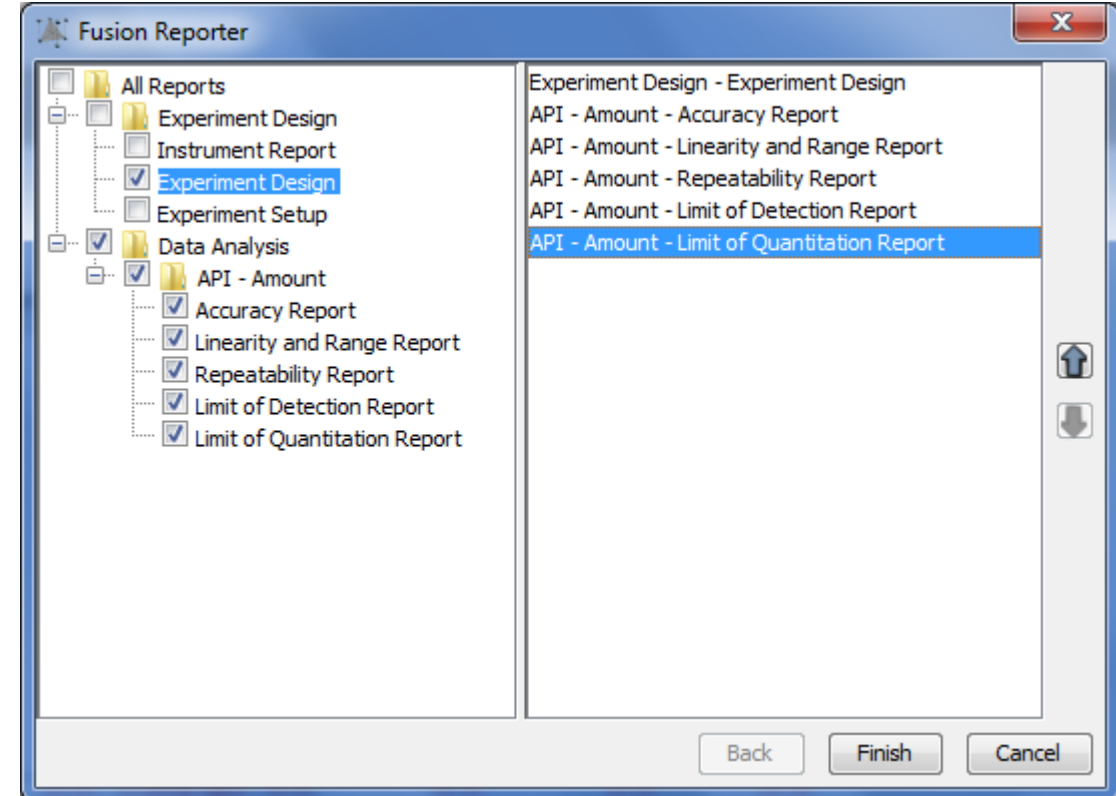 Fusion Reporter
All Reports
Experiment Design
Instrument Report
Experiment Design
Experiment Setup
Data Analysis
API - Amount
Accuracy Report
Linearity and Range Report
Repeatability Report
Limit of Detection Report
Limit of Quantitation Report
Experiment Design - Experiment Design
API - Amount - Accuracy Report
API - Amount - Linearity and Range Report
API - Amount - Repeatability Report
API - Amount - Limit of Detection Report
API - Amount - Limit of Quantitation Report
Back Finish Cancel